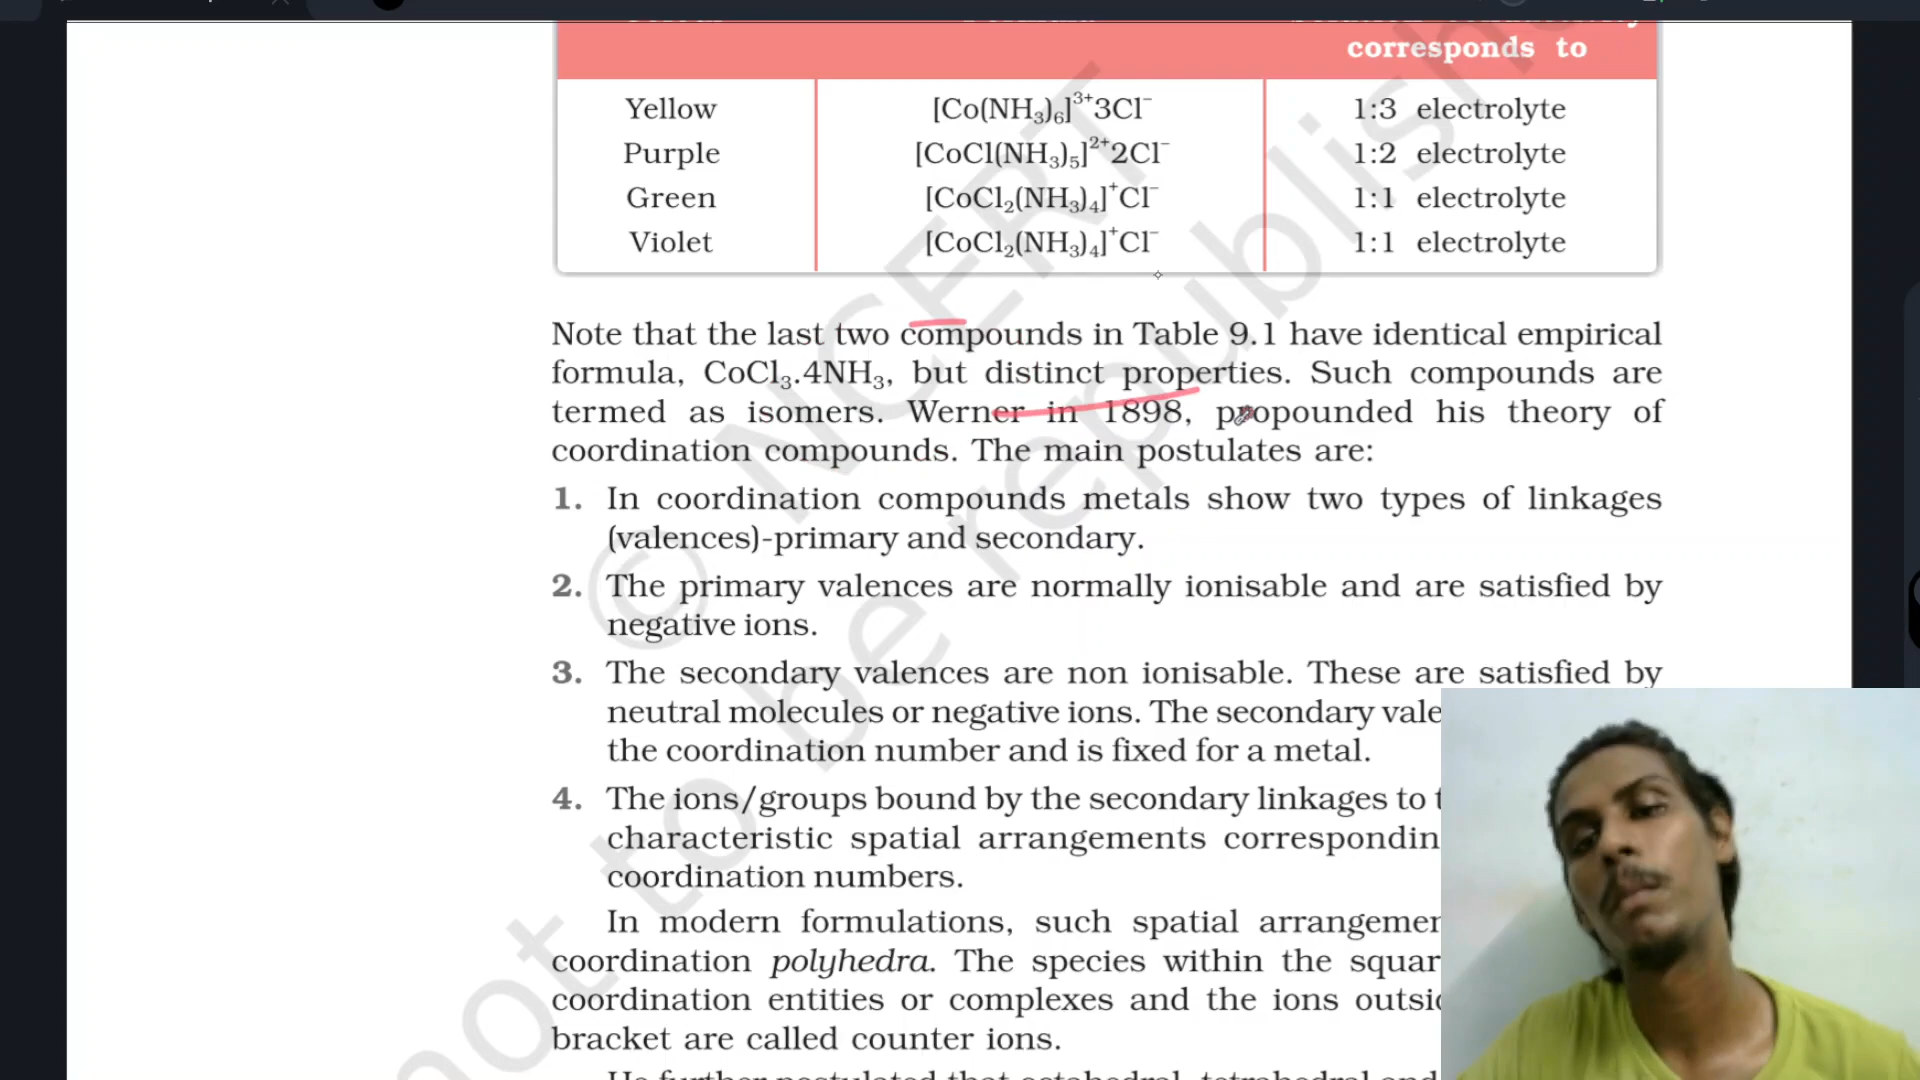 corresponds to
Yellow [Co(NH₃)₆]³⁺3Cl⁻ 1:3 electrolyte
Purple [CoCl(NH₃)₅]²⁺2Cl⁻ 1:2 electrolyte
Green [CoCl₂(NH₃)₄]⁺Cl⁻ 1:1 electrolyte
Violet [CoCl₂(NH₃)₄]⁺Cl⁻ 1:1 electrolyte
Note that the last two compounds in Table 9.1 have identical empirical
formula, CoCl₃.4NH₃, but distinct properties. Such compounds are
termed as isomers. Werner in 1898, propounded his theory of
coordination compounds. The main postulates are:
1. In coordination compounds metals show two types of linkages
(valences)-primary and secondary.
2. The primary valences are normally ionisable and are satisfied by
negative ions.
3. The secondary valences are non ionisable. These are satisfied by
neutral molecules or negative ions. The secondary vale
the coordination number and is fixed for a metal.
4. The ions/groups bound by the secondary linkages to t
characteristic spatial arrangements correspondin
coordination numbers.
In modern formulations, such spatial arrangemen
coordination polyhedra. The species within the squar
coordination entities or complexes and the ions outsid
bracket are called counter ions.
© NCERT
not to be republished